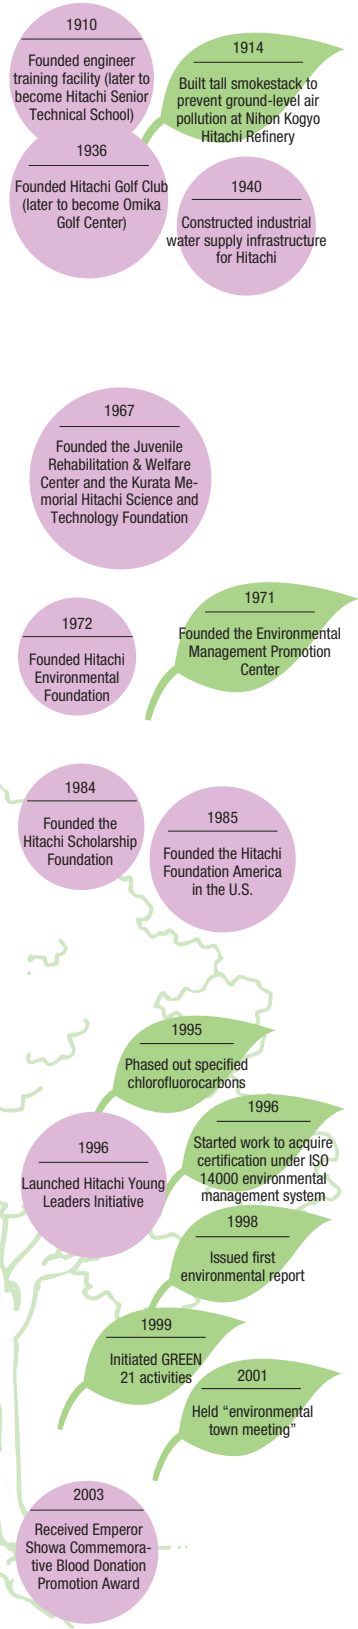 1910
Founded engineer
training facility (later to
become Hitachi Senior
Technical School)
1914
Built tall smokestack to
prevent ground-level air
pollution at Nihon Kogyo
Hitachi Refinery
1936
Founded Hitachi Golf Club
(later to become Omika
Golf Center)
1940
Constructed industrial
water supply infrastructure
for Hitachi
1967
Founded the Juvenile
Rehabilitation & Welfare
Center and the Kurata Me-
morial Hitachi Science and
Technology Foundation
1971
Founded the Environmental
Management Promotion
Center
1972
Founded Hitachi
Environmental
Foundation
1984
Founded the
Hitachi Scholarship
Foundation
1985
Founded the Hitachi
Foundation America
in the U.S.
1995
Phased out specified
chlorofluorocarbons
1996
Started work to acquire
certification under ISO
14000 environmental
management system
1996
Launched Hitachi Young
Leaders Initiative
1998
Issued first
environmental report
1999
Initiated GREEN
21 activities
2001
Held “environmental
town meeting”
2003
Received Emperor
Showa Commemora-
tive Blood Donation
Promotion Award